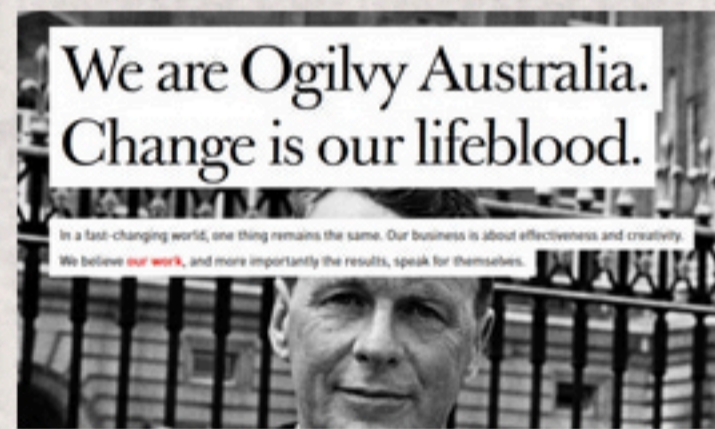 We are Ogilvy Australia.
Change is our lifeblood.
In a fast-changing world, one thing remains the same. Our business is about effectiveness and creativity.
We believe our work, and more importantly the results, speak for themselves.